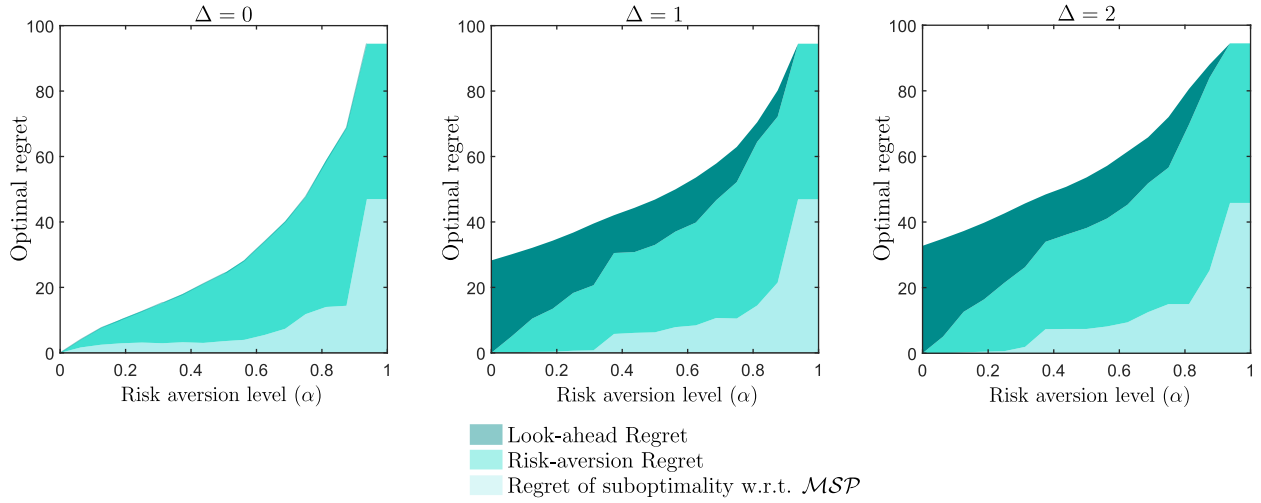 Δ = 0
Optimal regret
100
80
60
40
20
0
0 0.2 0.4 0.6 0.8 1
Risk aversion level (α)
Δ = 1
Optimal regret
100
80
60
40
20
0
0 0.2 0.4 0.6 0.8 1
Risk aversion level (α)
Δ = 2
Optimal regret
100
80
60
40
20
0
0 0.2 0.4 0.6 0.8 1
Risk aversion level (α)
Look-ahead Regret
Risk-aversion Regret
Regret of suboptimality w.r.t. MSP